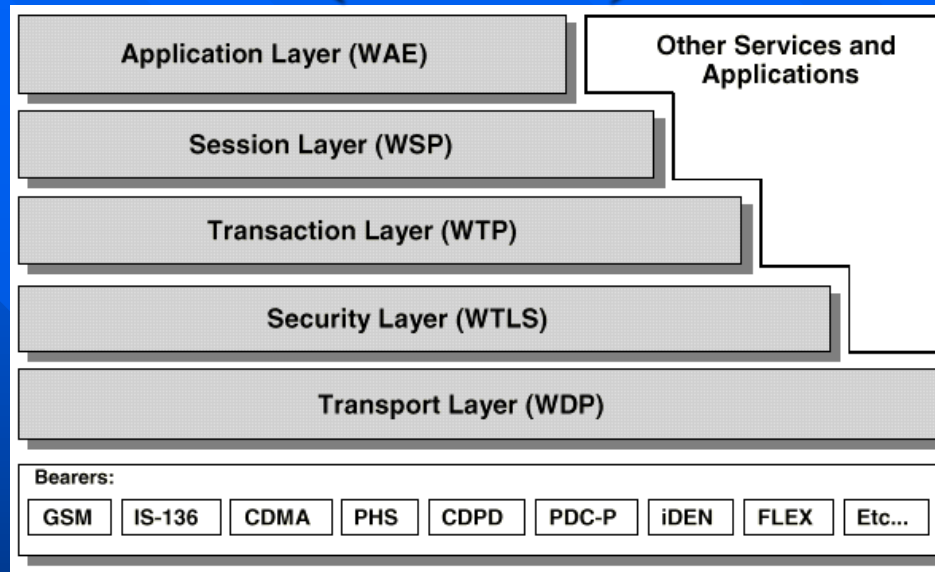 Application Layer (WAE)
Other Services and
Applications
Session Layer (WSP)
Transaction Layer (WTP)
Security Layer (WTLS)
Transport Layer (WDP)
Bearers:
GSM IS-136 CDMA PHS CDPD PDC-P iDEN FLEX Etc...